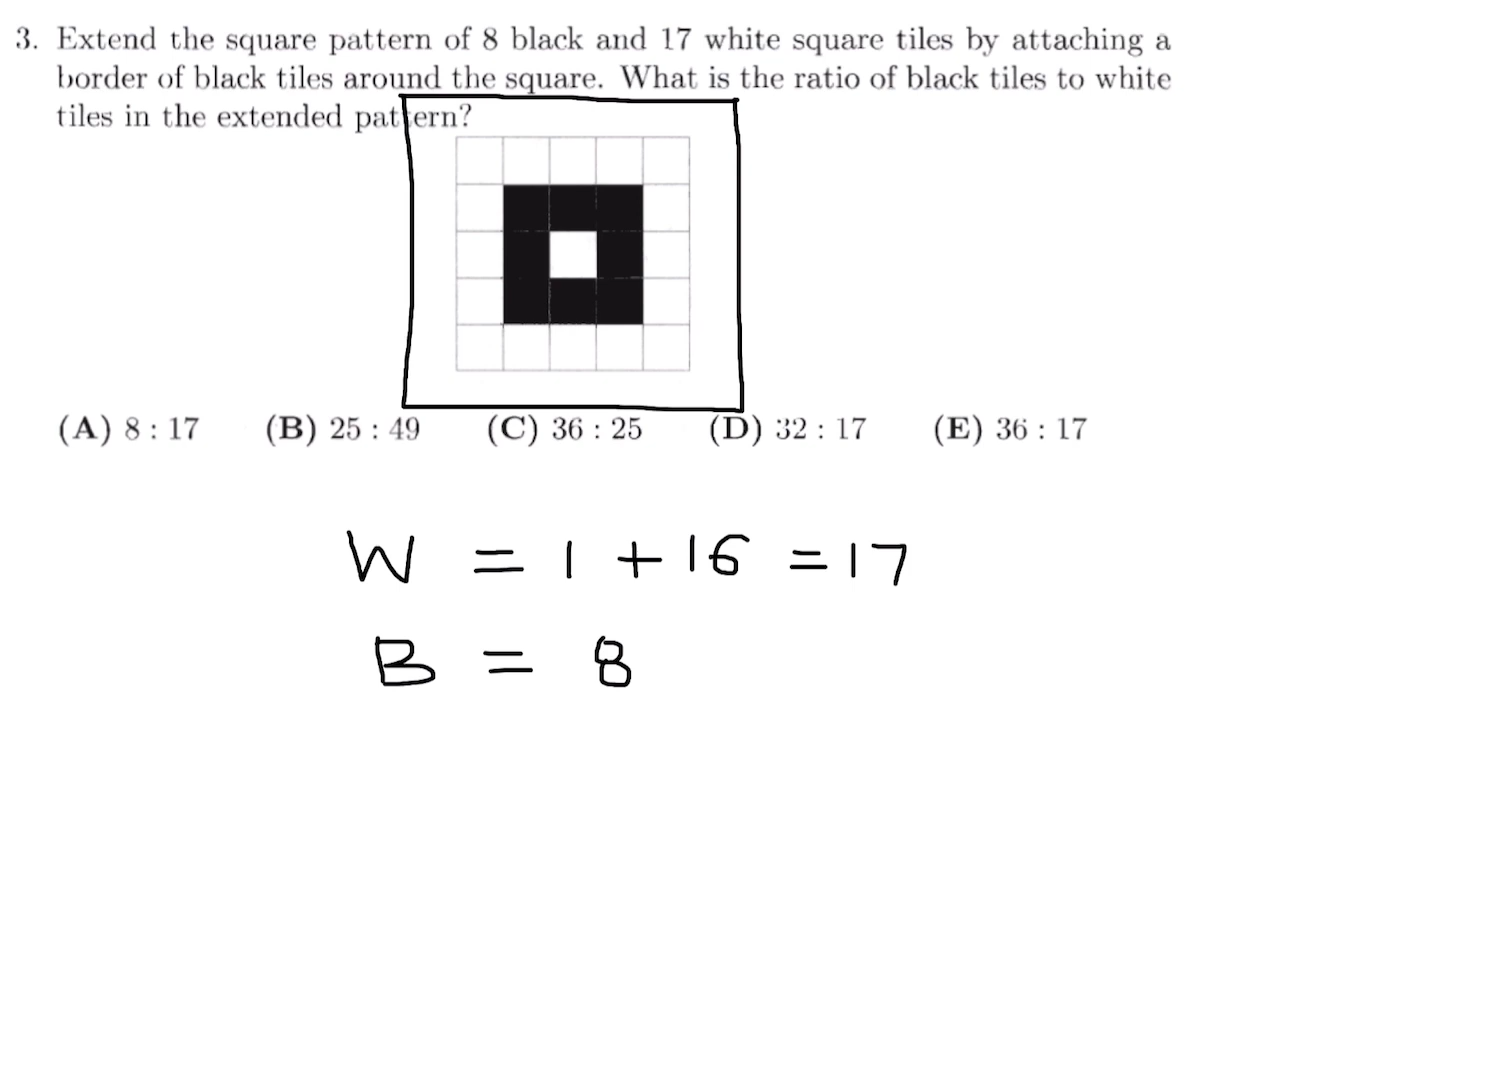 3. Extend the square pattern of 8 black and 17 white square tiles by attaching a
border of black tiles around the square. What is the ratio of black tiles to white
tiles in the extended pattern?
(A) 8 : 17 (B) 25 : 49 (C) 36 : 25 (D) 32 : 17 (E) 36 : 17
W = 1 + 16 = 17
B = 8